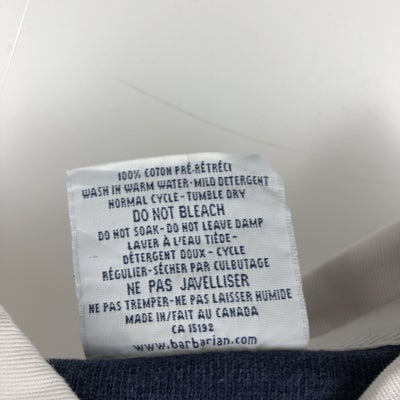 100% COTON PRÉ-RÉTRÉCI
WASH IN WARM WATER-MILD DETERGENT
NORMAL CYCLE - TUMBLE DRY
DO NOT BLEACH
DO NOT SOAK - DO NOT LEAVE DAMP
LAVER À L'EAU TIÈDE -
DÉTERGENT DOUX - CYCLE
RÉGULIER-SÉCHER PAR CULBUTAGE
NE PAS JAVELLISER
NE PAS TREMPER-NE PAS LAISSER HUMIDE
MADE IN/FAIT AU CANADA
CA 15192
www.barbarian.com